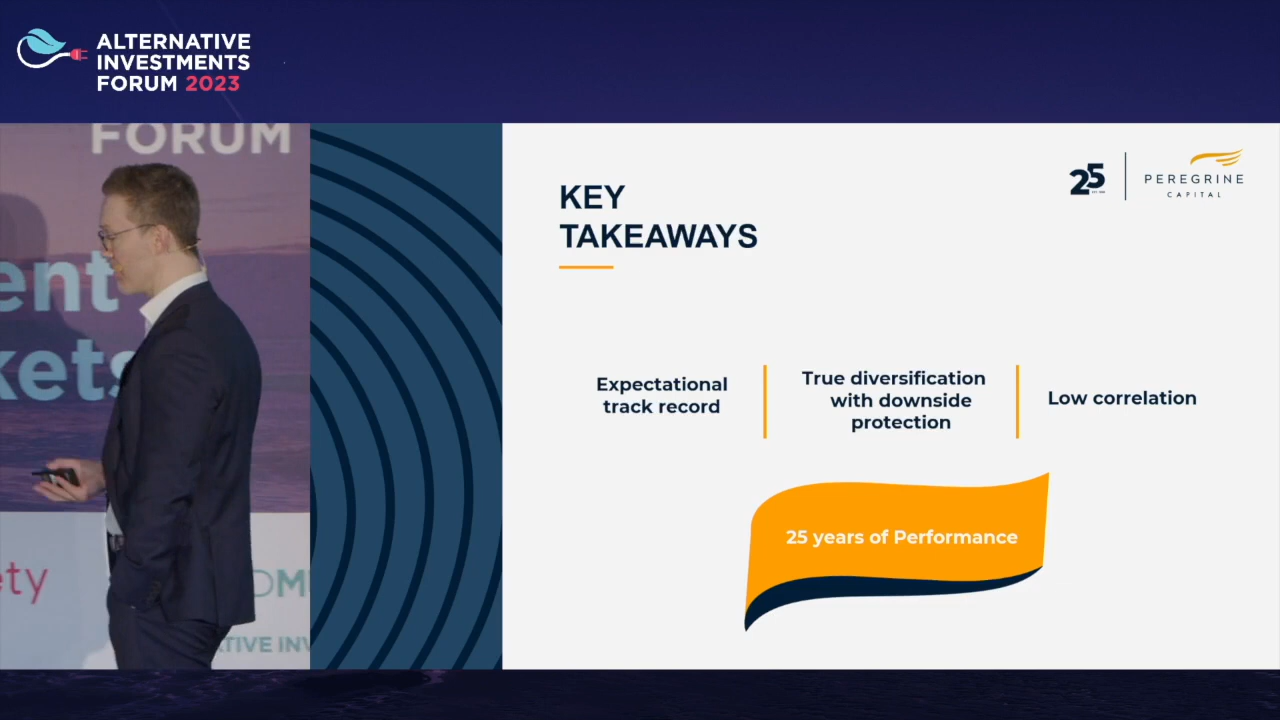 ALTERNATIVE
INVESTMENTS
FORUM 2023
FORUM
ent
kets
ety
OMI
TIVE INV
KEY
TAKEAWAYS
25
PEREGRINE
CAPITAL
Expectational
track record
True diversification
with downside
protection
Low correlation
25 years of Performance